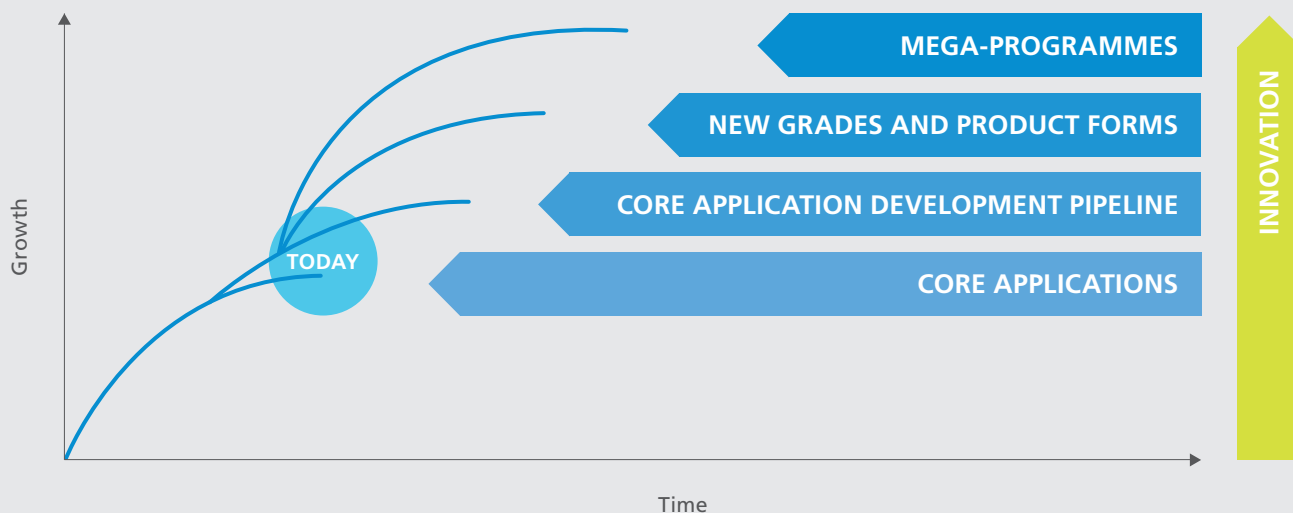 MEGA-PROGRAMMES
NEW GRADES AND PRODUCT FORMS
CORE APPLICATION DEVELOPMENT PIPELINE
CORE APPLICATIONS
TODAY
Growth
Time
INNOVATION